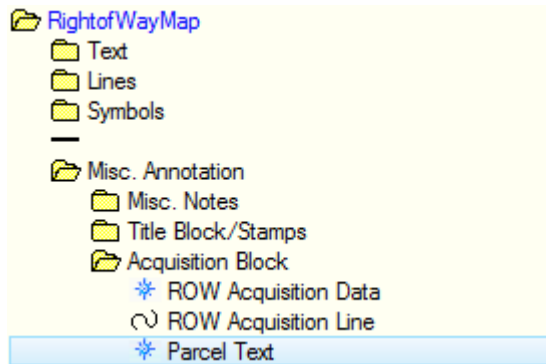 RightofWayMap
Text
Lines
Symbols
Misc. Annotation
Misc. Notes
Title Block/Stamps
Acquisition Block
ROW Acquisition Data
ROW Acquisition Line
Parcel Text